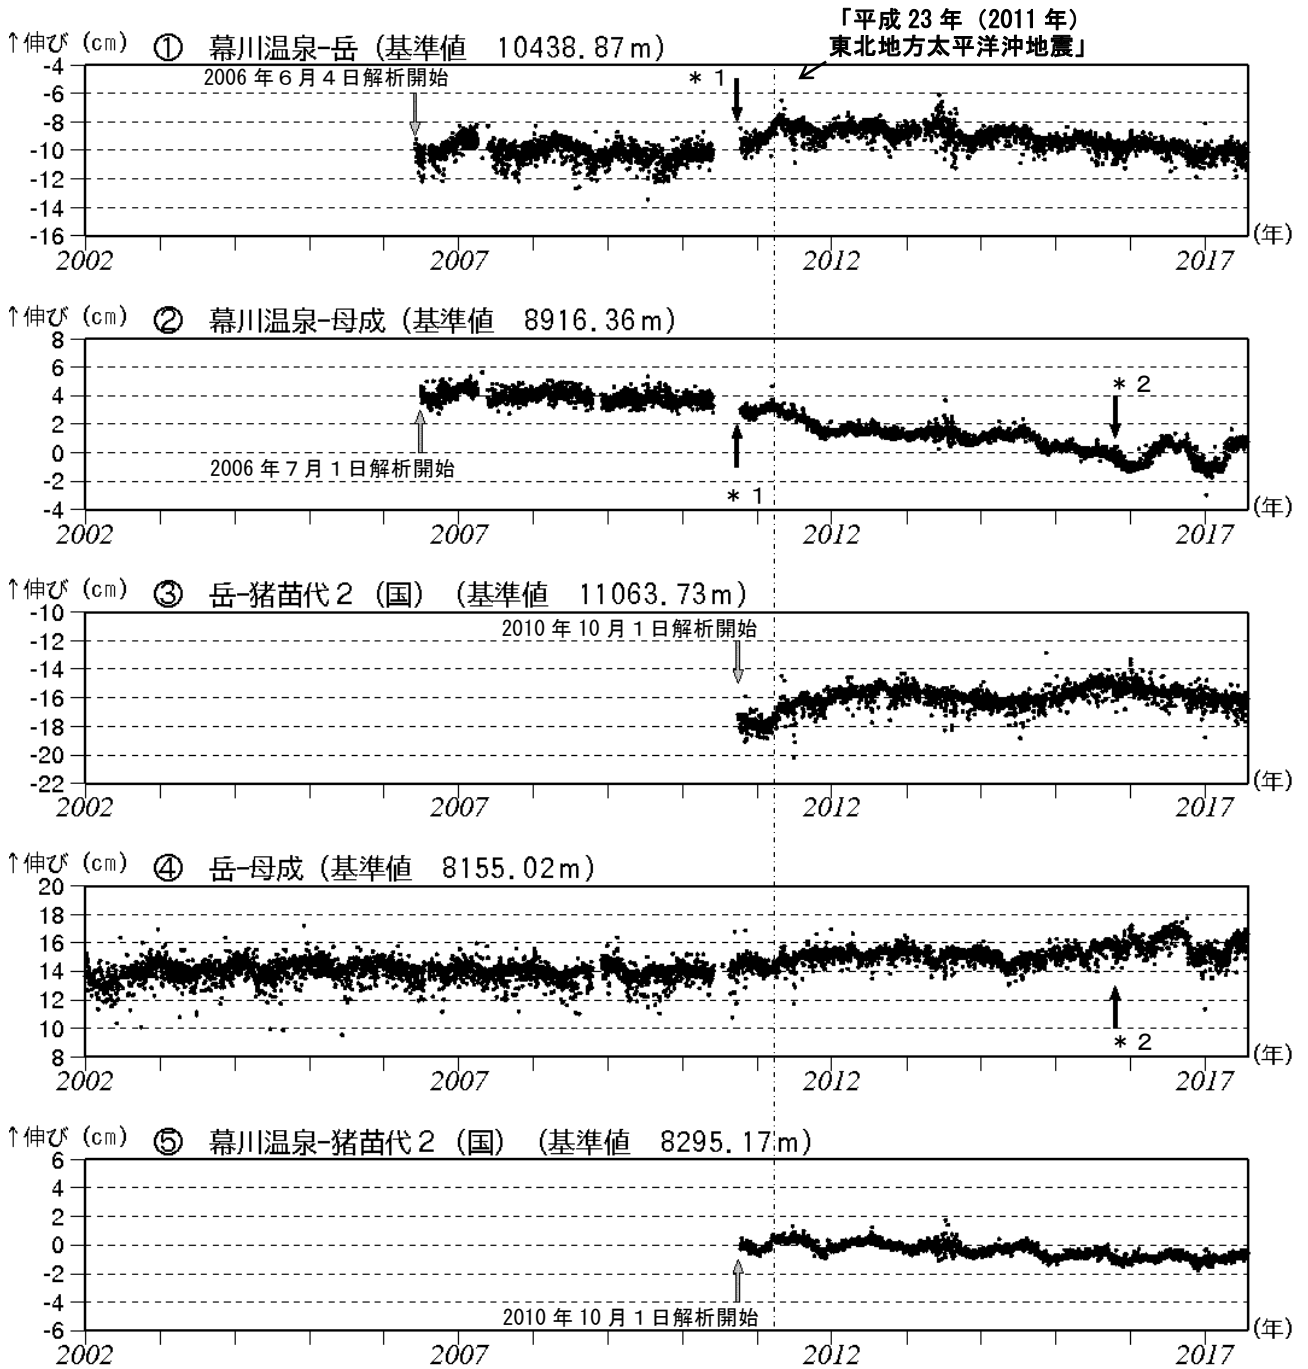 「平成 23 年（2011 年）
東北地方太平洋沖地震」
↑伸び（cm） ① 幕川温泉-岳（基準値 10438.87m）
2006 年 6 月 4 日解析開始
＊ 1
-4
-6
-8
-10
-12
-14
-16
2002 2007 2012 2017 (年)
↑伸び（cm） ② 幕川温泉-母成（基準値 8916.36m）
8
6
4
2
0
-2
-4
＊ 2
2006 年 7 月 1 日解析開始
＊ 1
2002 2007 2012 2017 (年)
↑伸び（cm） ③ 岳-猪苗代２（国）（基準値 11063.73m）
2010 年 10 月 1 日解析開始
-10
-12
-14
-16
-18
-20
-22
2002 2007 2012 2017 (年)
↑伸び（cm） ④ 岳-母成（基準値 8155.02m）
20
18
16
14
12
10
8
＊ 2
2002 2007 2012 2017 (年)
↑伸び（cm） ⑤ 幕川温泉-猪苗代２（国）（基準値 8295.17m）
6
4
2
0
-2
-4
-6
2010 年 10 月 1 日解析開始
2002 2007 2012 2017 (年)